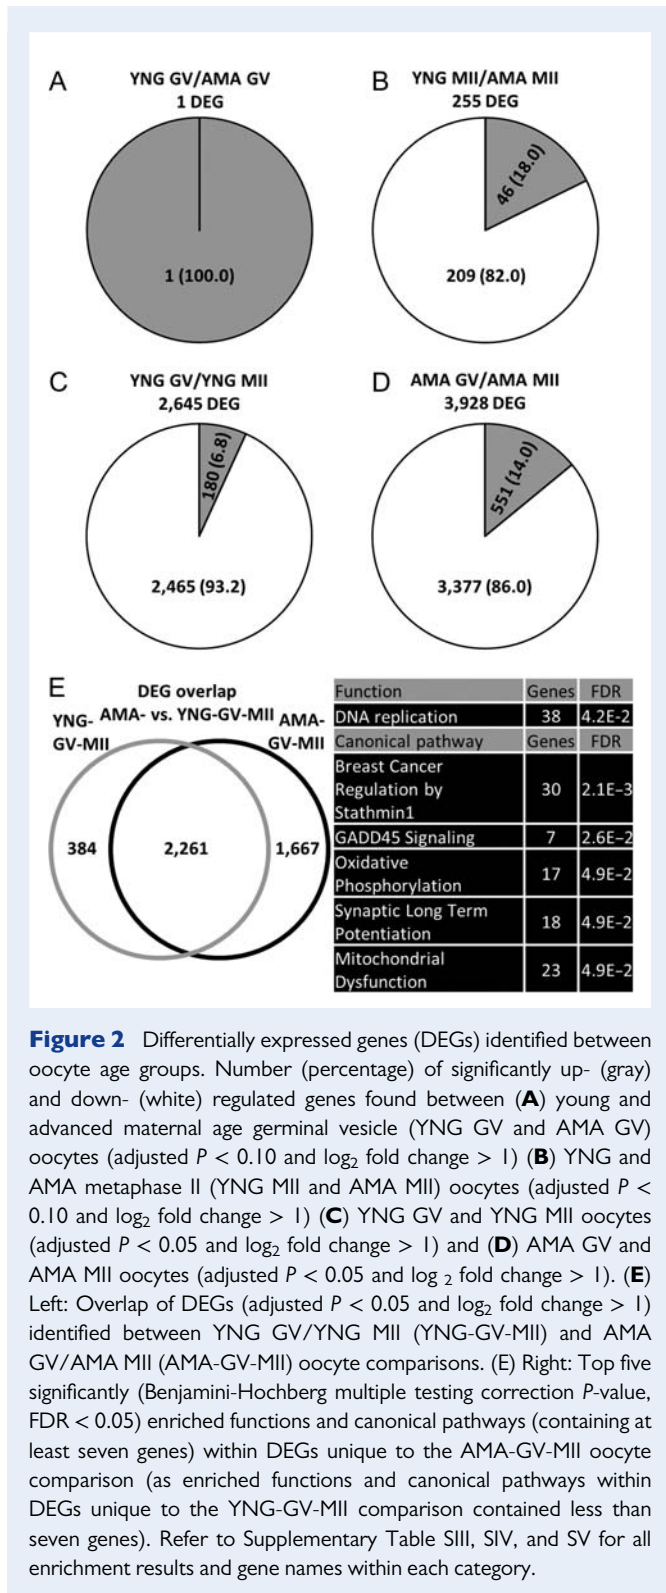 A
YNG GV/AMA GV
1 DEG
1 (100.0)
B
YNG MII/AMA MII
255 DEG
46 (18.0)
209 (82.0)
C
YNG GV/YNG MII
2,645 DEG
180 (6.8)
2,465 (93.2)
D
AMA GV/AMA MII
3,928 DEG
551 (14.0)
3,377 (86.0)
E
DEG overlap
AMA- vs. YNG-GV-MII
YNG-
GV-MII
AMA-
GV-MII
384
2,261
1,667
Function Genes FDR
DNA replication 38 4.2E-2
Canonical pathway Genes FDR
Breast Cancer
Regulation by 30 2.1E-3
Stathmin1
GADD45 Signaling 7 2.6E-2
Oxidative
Phosphorylation 17 4.9E-2
Synaptic Long Term
Potentiation 18 4.9E-2
Mitochondrial
Dysfunction 23 4.9E-2
Figure 2 Differentially expressed genes (DEGs) identified between
oocyte age groups. Number (percentage) of significantly up- (gray)
and down- (white) regulated genes found between (A) young and
advanced maternal age germinal vesicle (YNG GV and AMA GV)
oocytes (adjusted P < 0.10 and log₂ fold change > 1) (B) YNG and
AMA metaphase II (YNG MII and AMA MII) oocytes (adjusted P <
0.10 and log₂ fold change > 1) (C) YNG GV and YNG MII oocytes
(adjusted P < 0.05 and log₂ fold change > 1) and (D) AMA GV and
AMA MII oocytes (adjusted P < 0.05 and log ₂ fold change > 1). (E)
Left: Overlap of DEGs (adjusted P < 0.05 and log₂ fold change > 1)
identified between YNG GV/YNG MII (YNG-GV-MII) and AMA
GV/AMA MII (AMA-GV-MII) oocyte comparisons. (E) Right: Top five
significantly (Benjamini-Hochberg multiple testing correction P-value,
FDR < 0.05) enriched functions and canonical pathways (containing at
least seven genes) within DEGs unique to the AMA-GV-MII oocyte
comparison (as enriched functions and canonical pathways within
DEGs unique to the YNG-GV-MII comparison contained less than
seven genes). Refer to Supplementary Table SIII, SIV, and SV for all
enrichment results and gene names within each category.